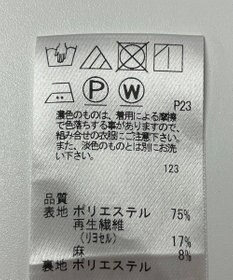 P W P23
濃色のものは、着用による摩擦
で色落ちする事がありますので、
組み合せの衣服にご注意下さい。
また、淡色のものとは別にお洗
い下さい。
123
品質
表地 ポリエステル 75%
再生繊維
(リヨセル) 17%
麻 8%
裏地 ポリエステル